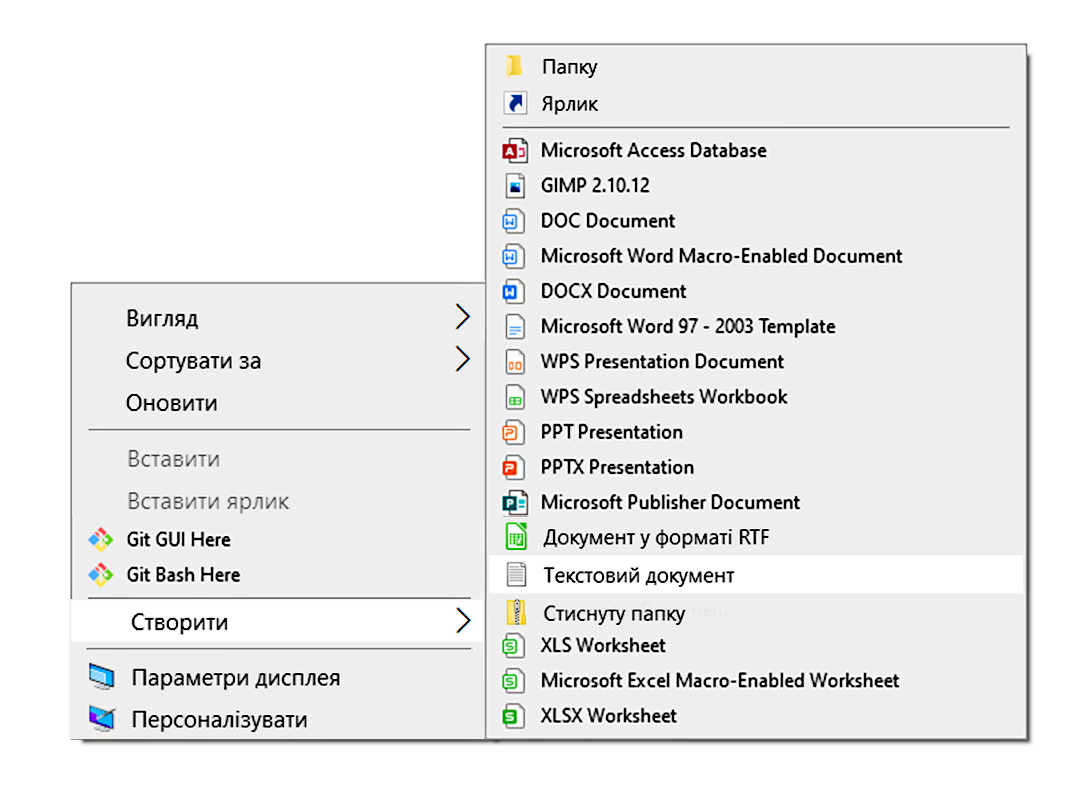 Вигляд
Сортувати за
Оновити
Вставити
Вставити ярлик
Git GUI Here
Git Bash Here
Створити
Параметри дисплея
Персоналізувати
Папку
Ярлик
Microsoft Access Database
GIMP 2.10.12
DOC Document
Microsoft Word Macro-Enabled Document
DOCX Document
Microsoft Word 97 - 2003 Template
WPS Presentation Document
WPS Spreadsheets Workbook
PPT Presentation
PPTX Presentation
Microsoft Publisher Document
Документ у форматі RTF
Текстовий документ
Стиснуту папку
XLS Worksheet
Microsoft Excel Macro-Enabled Worksheet
XLSX Worksheet